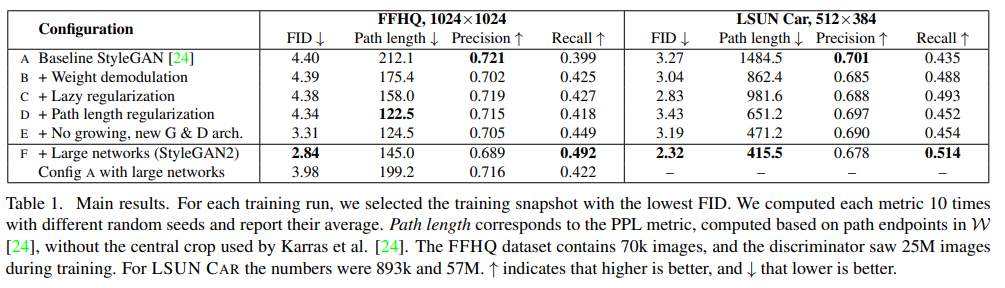 Configuration FFHQ, 1024×1024 LSUN Car, 512×384
FID ↓ Path length ↓ Precision ↑ Recall ↑ FID ↓ Path length ↓ Precision ↑ Recall ↑
A Baseline StyleGAN [24] 4.40 212.1 0.721 0.399 3.27 1484.5 0.701 0.435
B + Weight demodulation 4.39 175.4 0.702 0.425 3.04 862.4 0.685 0.488
C + Lazy regularization 4.38 158.0 0.719 0.427 2.83 981.6 0.688 0.493
D + Path length regularization 4.34 122.5 0.715 0.418 3.43 651.2 0.697 0.452
E + No growing, new G & D arch. 3.31 124.5 0.705 0.449 3.19 471.2 0.690 0.454
F + Large networks (StyleGAN2) 2.84 145.0 0.689 0.492 2.32 415.5 0.678 0.514
Config A with large networks 3.98 199.2 0.716 0.422 – – – –
Table 1. Main results. For each training run, we selected the training snapshot with the lowest FID. We computed each metric 10 times
with different random seeds and report their average. Path length corresponds to the PPL metric, computed based on path endpoints in W
[24], without the central crop used by Karras et al. [24]. The FFHQ dataset contains 70k images, and the discriminator saw 25M images
during training. For LSUN CAR the numbers were 893k and 57M. ↑ indicates that higher is better, and ↓ that lower is better.